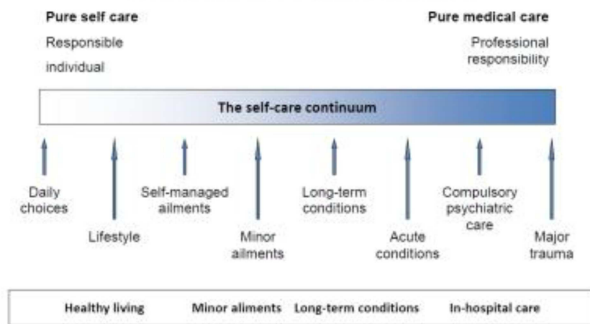 Pure self care
Pure medical care
Responsible
individual
Professional
responsibility
The self-care continuum
Daily
choices
Lifestyle
Self-managed
ailments
Minor
ailments
Long-term
conditions
Acute
conditions
Compulsory
psychiatric
care
Major
trauma
Healthy living
Minor aliments
Long-term conditions
In-hospital care